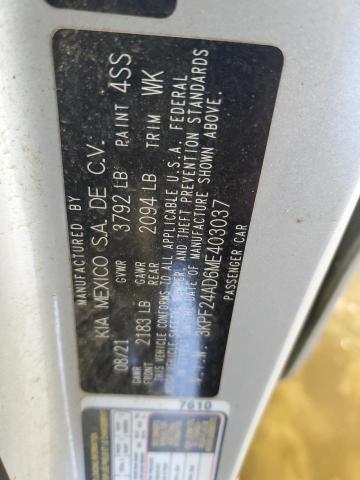 MANUFACTURED BY
KIA MEXICO S.A. DE C.V.
08/21 GVWR 3792 LB PAINT 4SS
GAWR FRONT 2183 LB GAWR REAR 2094 LB TRIM WK
THIS VEHICLE CONFORMS TO ALL APPLICABLE U.S.A. FEDERAL
MOTOR VEHICLE SAFETY, BUMPER, AND THEFT PREVENTION STANDARDS
IN EFFECT ON THE DATE OF MANUFACTURE SHOWN ABOVE.
V.I.N. 3KPF24AD6ME403037
PASSENGER CAR
7610